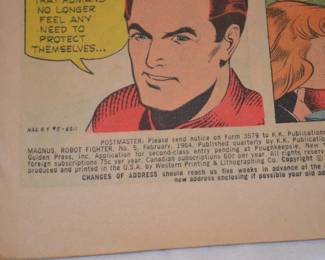 THAT HUMANS
NO LONGER
FEEL ANY
NEED TO
PROTECT
THEMSELVES...
POSTMASTER: Please send notice on Form 3579 to K.K. Publications
MAGNUS, ROBOT FIGHTER, No. 5, February, 1964. Published quarterly by K.K. Publications
Golden Press, Inc. Application for second-class entry pending at Poughkeepsie, New Y
foreign subscriptions 75c per year. Canadian subscriptions 60c per year. All rights reserv
produced and printed in the U.S.A. by Western Printing & Lithographing Co. Copyright ©
CHANGES OF ADDRESS should reach us five weeks in advance of the
new address enclosing if possible your old ad